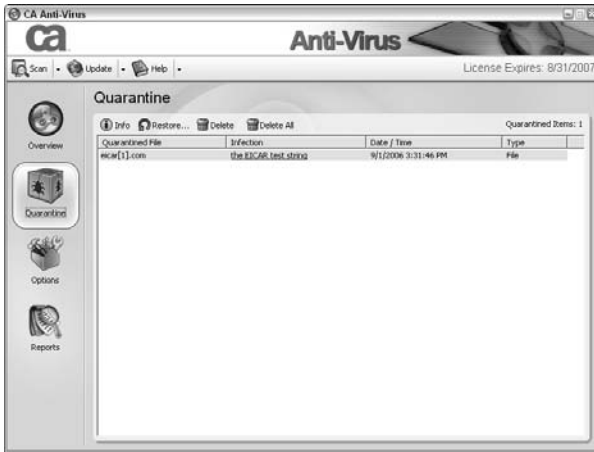 CA Anti-Virus
ca Anti-Virus
Scan Update Help License Expires: 8/31/2007
Quarantine
Info Restore... Delete Delete All Quarantined Items: 1
Quarantined File Infection Date / Time Type
eicar[1].com the EICAR test string 9/1/2006 3:31:46 PM File
Overview
Quarantine
Options
Reports